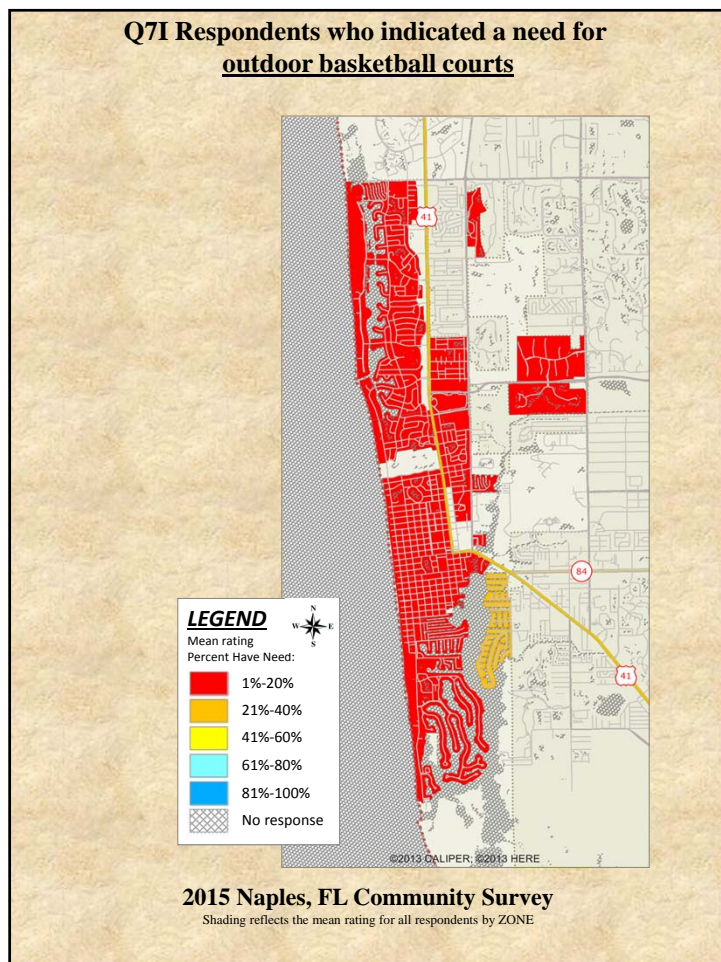 Q7I Respondents who indicated a need for
outdoor basketball courts
41
84
41
LEGEND
Mean rating
Percent Have Need:
N
W E
S
1%-20%
21%-40%
41%-60%
61%-80%
81%-100%
No response
©2013 CALIPER; ©2013 HERE
2015 Naples, FL Community Survey
Shading reflects the mean rating for all respondents by ZONE